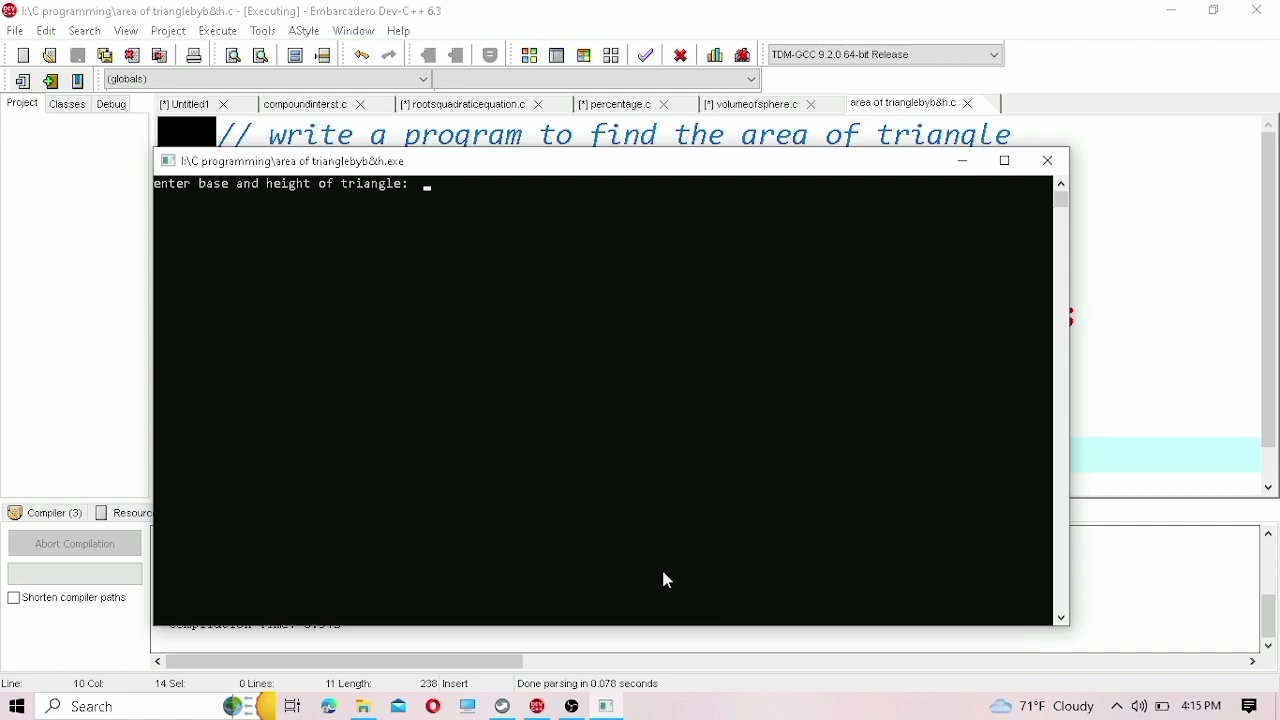 I:\C programming\area of trianglebyb&th.c - [Executing] - Embarcadero Dev-C++ 6.3
File Edit Search View Project Execute Tools AStyle Window Help
TDM-GCC 9.2.0 64-bit Release
(globals)
Project Classes Debug [*] Untitled1 compoundinterst.c [*] rootsquadraticequation.c [*] percentage.c [*] volumeofsphere.c area of trianglebyb&th.c
// write a program to find the area of triangle
I:\C programming\area of trianglebyb&th.exe
enter base and height of triangle:
Compiler (3) Resourc
Abort Compilation
Shorten compiler paths
Line: 10 Col: 14 Sel: 0 Lines: 11 Length: 238 Insert Done parsing in 0.078 seconds
Search 71°F Cloudy 4:15 PM